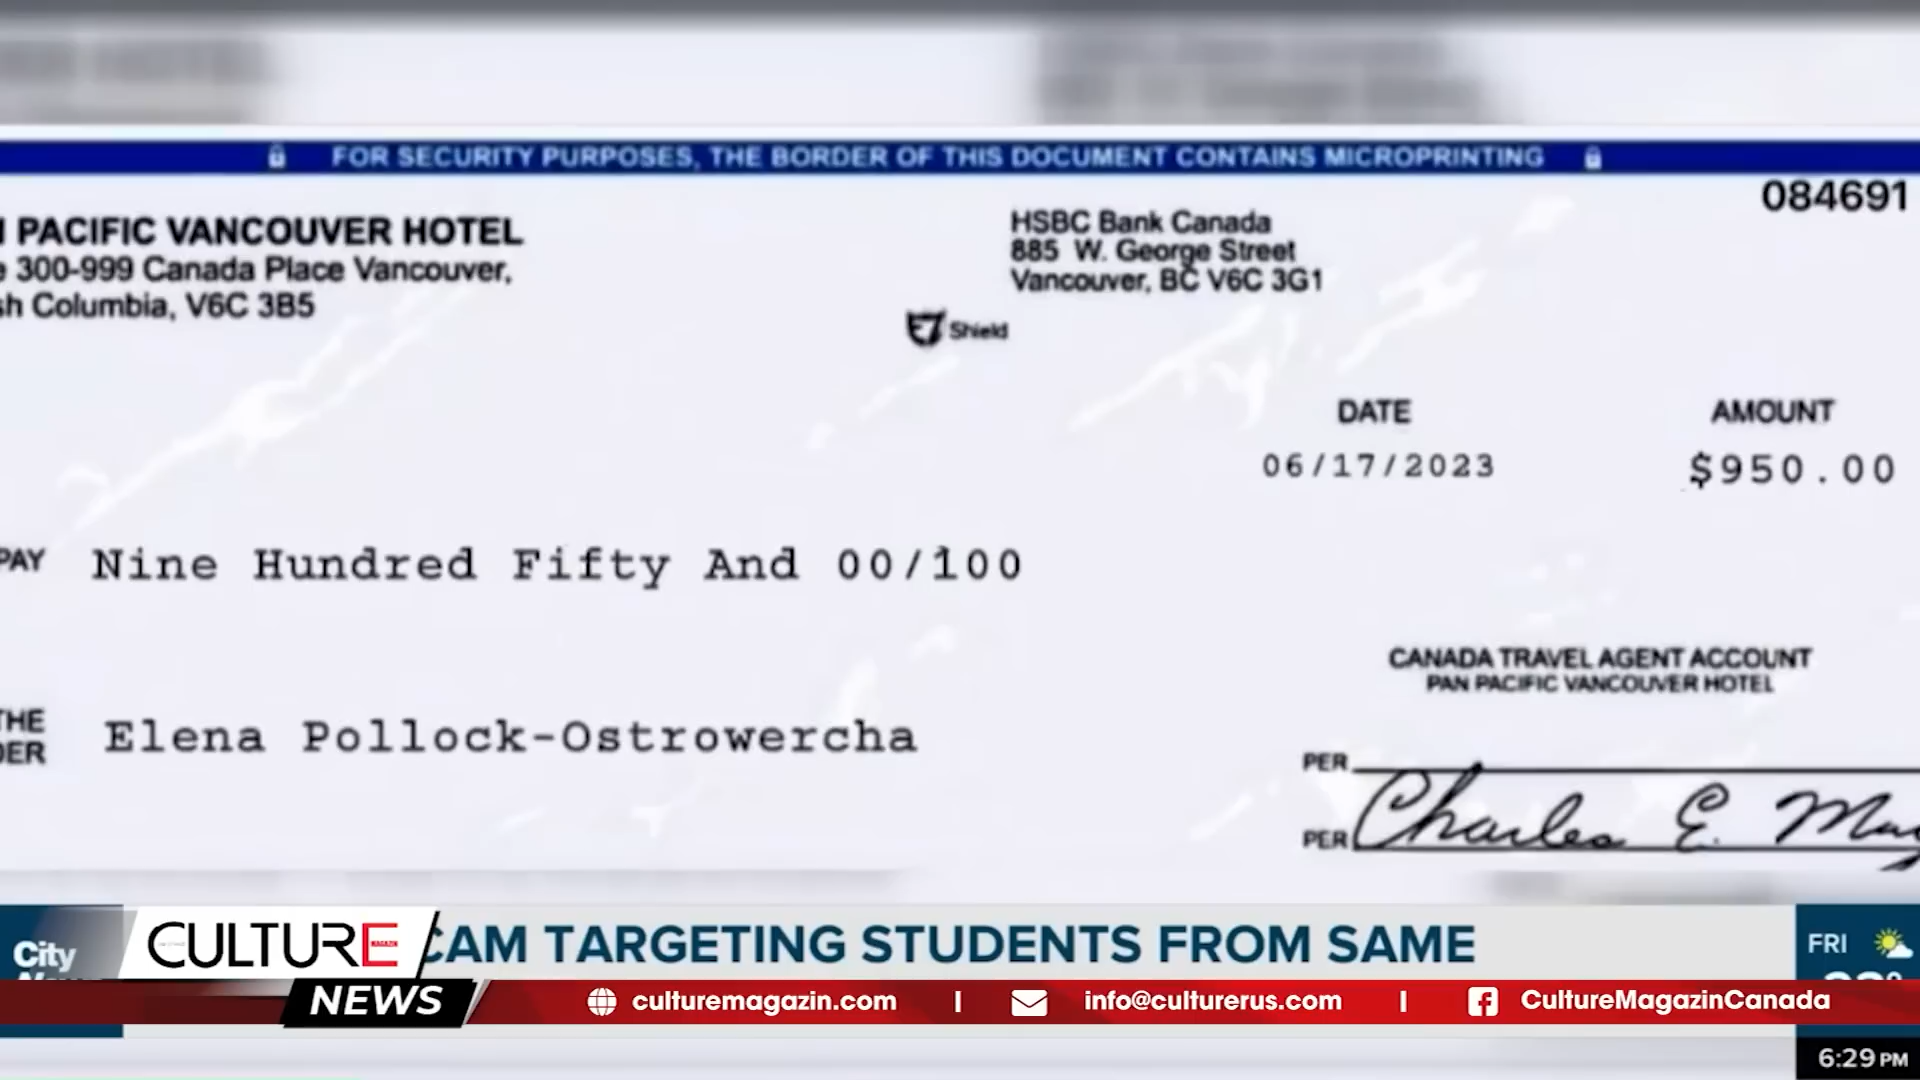 FOR SECURITY PURPOSES, THE BORDER OF THIS DOCUMENT CONTAINS MICROPRINTING
084691
PACIFIC VANCOUVER HOTEL
300-999 Canada Place Vancouver,
Columbia, V6C 3B5
HSBC Bank Canada
885 W. George Street
Vancouver, BC V6C 3G1
Shield
DATE
AMOUNT
06/17/2023
$950.00
PAY Nine Hundred Fifty And 00/100
CANADA TRAVEL AGENT ACCOUNT
PAN PACIFIC VANCOUVER HOTEL
THE
Elena Pollock-Ostrowercha
PER
PER Charles E.
City
CULTURE
CAM TARGETING STUDENTS FROM SAME
FRI
NEWS
culturemagazin.com | info@culturerus.com | CultureMagazinCanada
6:29 PM